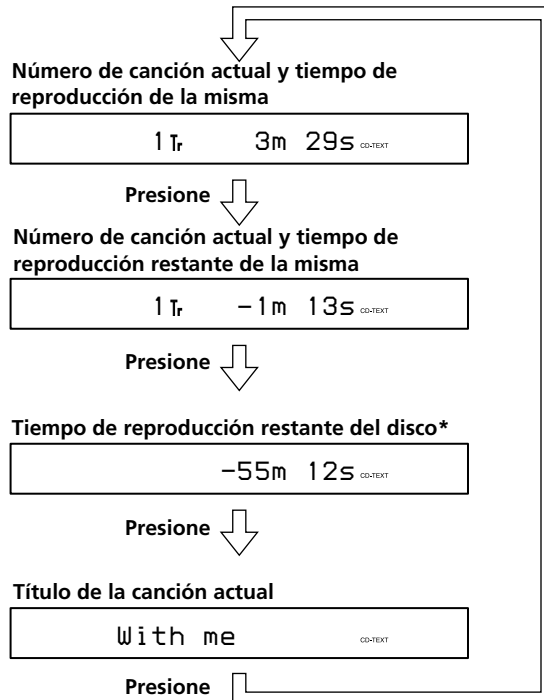 Número de canción actual y tiempo de
reproducción de la misma
1 Tr 3m 29s CD-TEXT
Presione
Número de canción actual y tiempo de
reproducción restante de la misma
1 Tr -1m 13s CD-TEXT
Presione
Tiempo de reproducción restante del disco*
-55m 12s CD-TEXT
Presione
Título de la canción actual
With me CD-TEXT
Presione